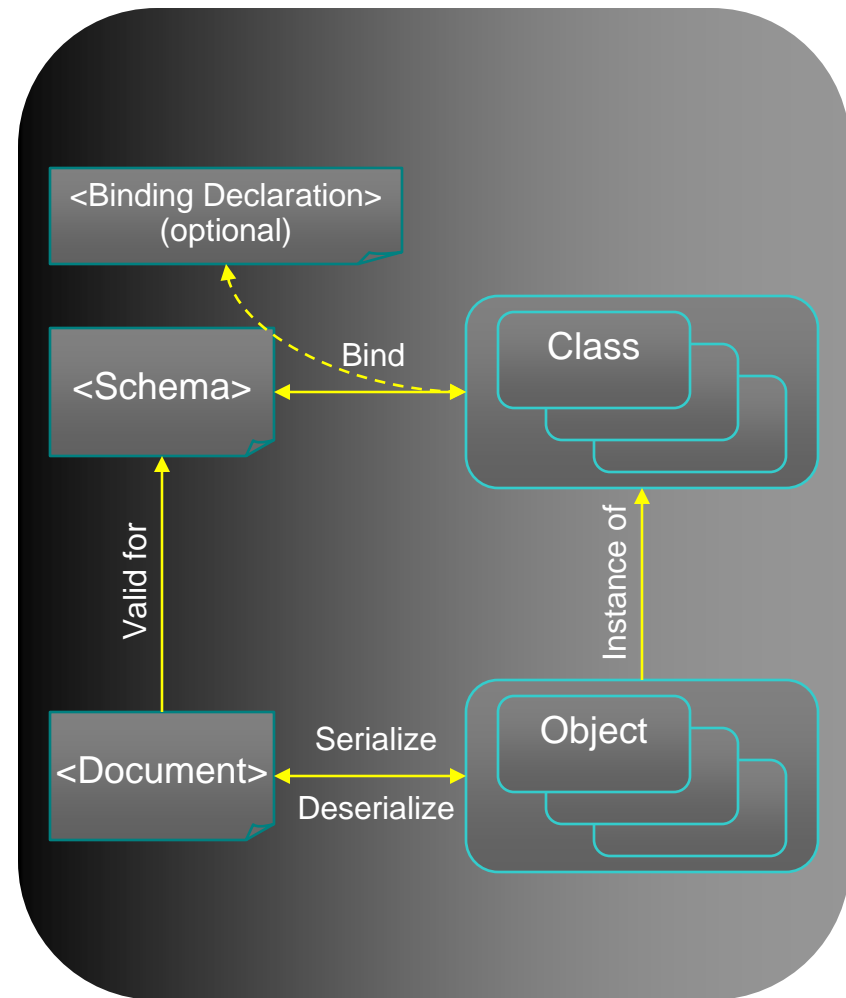 <Binding Declaration>
(optional)
Bind
Class
<Schema>
Valid for
Instance of
Serialize
Object
<Document>
Deserialize